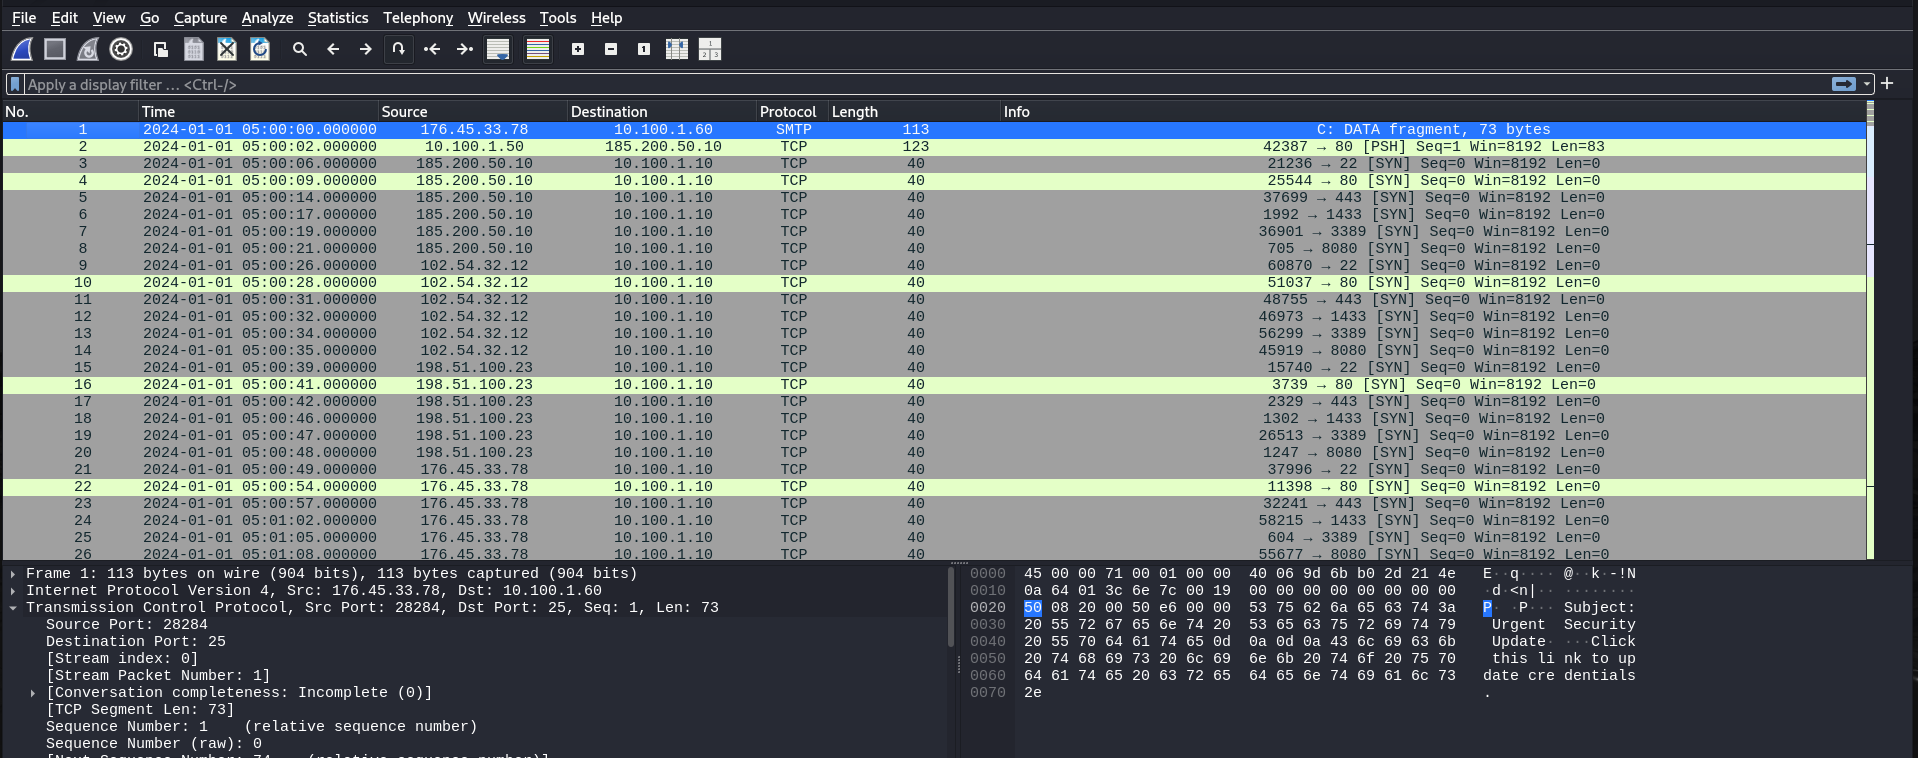 File Edit View Go Capture Analyze Statistics Telephony Wireless Tools Help
Apply a display filter … <Ctrl-/>
No. Time Source Destination Protocol Length Info
1 2024-01-01 05:00:00.000000 176.45.33.78 10.100.1.60 SMTP 113 C: DATA fragment, 73 bytes
2 2024-01-01 05:00:02.000000 10.100.1.50 185.200.50.10 TCP 123 42387 → 80 [PSH] Seq=1 Win=8192 Len=83
3 2024-01-01 05:00:06.000000 185.200.50.10 10.100.1.10 TCP 40 21236 → 22 [SYN] Seq=0 Win=8192 Len=0
4 2024-01-01 05:00:09.000000 185.200.50.10 10.100.1.10 TCP 40 25544 → 80 [SYN] Seq=0 Win=8192 Len=0
5 2024-01-01 05:00:14.000000 185.200.50.10 10.100.1.10 TCP 40 37699 → 443 [SYN] Seq=0 Win=8192 Len=0
6 2024-01-01 05:00:17.000000 185.200.50.10 10.100.1.10 TCP 40 1992 → 1433 [SYN] Seq=0 Win=8192 Len=0
7 2024-01-01 05:00:19.000000 185.200.50.10 10.100.1.10 TCP 40 36901 → 3389 [SYN] Seq=0 Win=8192 Len=0
8 2024-01-01 05:00:21.000000 185.200.50.10 10.100.1.10 TCP 40 705 → 8080 [SYN] Seq=0 Win=8192 Len=0
9 2024-01-01 05:00:26.000000 102.54.32.12 10.100.1.10 TCP 40 60870 → 22 [SYN] Seq=0 Win=8192 Len=0
10 2024-01-01 05:00:28.000000 102.54.32.12 10.100.1.10 TCP 40 51037 → 80 [SYN] Seq=0 Win=8192 Len=0
11 2024-01-01 05:00:31.000000 102.54.32.12 10.100.1.10 TCP 40 48755 → 443 [SYN] Seq=0 Win=8192 Len=0
12 2024-01-01 05:00:32.000000 102.54.32.12 10.100.1.10 TCP 40 46973 → 1433 [SYN] Seq=0 Win=8192 Len=0
13 2024-01-01 05:00:34.000000 102.54.32.12 10.100.1.10 TCP 40 56299 → 3389 [SYN] Seq=0 Win=8192 Len=0
14 2024-01-01 05:00:35.000000 102.54.32.12 10.100.1.10 TCP 40 45919 → 8080 [SYN] Seq=0 Win=8192 Len=0
15 2024-01-01 05:00:39.000000 198.51.100.23 10.100.1.10 TCP 40 15740 → 22 [SYN] Seq=0 Win=8192 Len=0
16 2024-01-01 05:00:41.000000 198.51.100.23 10.100.1.10 TCP 40 3739 → 80 [SYN] Seq=0 Win=8192 Len=0
17 2024-01-01 05:00:42.000000 198.51.100.23 10.100.1.10 TCP 40 2329 → 443 [SYN] Seq=0 Win=8192 Len=0
18 2024-01-01 05:00:46.000000 198.51.100.23 10.100.1.10 TCP 40 1302 → 1433 [SYN] Seq=0 Win=8192 Len=0
19 2024-01-01 05:00:47.000000 198.51.100.23 10.100.1.10 TCP 40 26513 → 3389 [SYN] Seq=0 Win=8192 Len=0
20 2024-01-01 05:00:48.000000 198.51.100.23 10.100.1.10 TCP 40 1247 → 8080 [SYN] Seq=0 Win=8192 Len=0
21 2024-01-01 05:00:49.000000 176.45.33.78 10.100.1.10 TCP 40 37996 → 22 [SYN] Seq=0 Win=8192 Len=0
22 2024-01-01 05:00:54.000000 176.45.33.78 10.100.1.10 TCP 40 11398 → 80 [SYN] Seq=0 Win=8192 Len=0
23 2024-01-01 05:00:57.000000 176.45.33.78 10.100.1.10 TCP 40 32241 → 443 [SYN] Seq=0 Win=8192 Len=0
24 2024-01-01 05:01:02.000000 176.45.33.78 10.100.1.10 TCP 40 58215 → 1433 [SYN] Seq=0 Win=8192 Len=0
25 2024-01-01 05:01:05.000000 176.45.33.78 10.100.1.10 TCP 40 604 → 3389 [SYN] Seq=0 Win=8192 Len=0
26 2024-01-01 05:01:08.000000 176.45.33.78 10.100.1.10 TCP 40 55677 → 8080 [SYN] Seq=0 Win=8192 Len=0
Frame 1: 113 bytes on wire (904 bits), 113 bytes captured (904 bits)
Internet Protocol Version 4, Src: 176.45.33.78, Dst: 10.100.1.60
Transmission Control Protocol, Src Port: 28284, Dst Port: 25, Seq: 1, Len: 73
Source Port: 28284
Destination Port: 25
[Stream index: 0]
[Stream Packet Number: 1]
[Conversation completeness: Incomplete (0)]
[TCP Segment Len: 73]
Sequence Number: 1    (relative sequence number)
Sequence Number (raw): 0
[Next Sequence Number: 74    (relative sequence number)]
0000 45 00 00 71 00 01 00 00 40 06 9d 6b b0 2d 21 4e E··q···· @··k·-!N
0010 0a 64 01 3c 6e 7c 00 19 00 00 00 00 00 00 00 00 ·d·<n|·· ········
0020 50 08 20 00 50 e6 00 00 53 75 62 6a 65 63 74 3a P· ·P··· Subject:
0030 20 55 72 67 65 6e 74 20 53 65 63 75 72 69 74 79 Urgent Security
0040 20 55 70 64 61 74 65 0d 0a 0d 0a 43 6c 69 63 6b Update· ···Click
0050 20 74 68 69 73 20 6c 69 6e 6b 20 74 6f 20 75 70 this li nk to up
0060 64 61 74 65 20 63 72 65 64 65 6e 74 69 61 6c 73 date cre dentials
0070 2e .